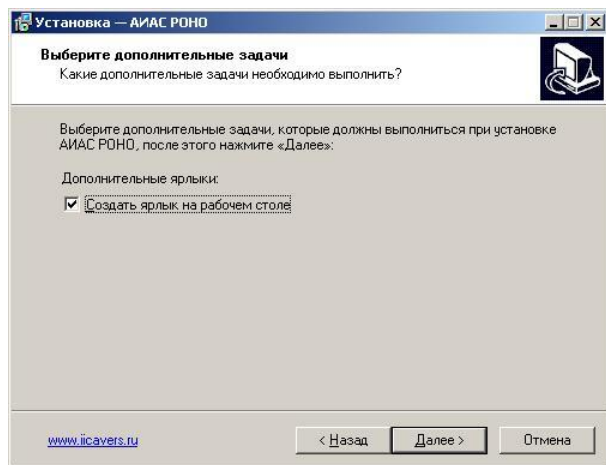 Установка — АИАС РОНО
Выберите дополнительные задачи
Какие дополнительные задачи необходимо выполнить?
Выберите дополнительные задачи, которые должны выполниться при установке
АИАС РОНО, после этого нажмите «Далее»:
Дополнительные ярлыки:
Создать ярлык на рабочем столе
www.iicavers.ru
< Назад Далее > Отмена